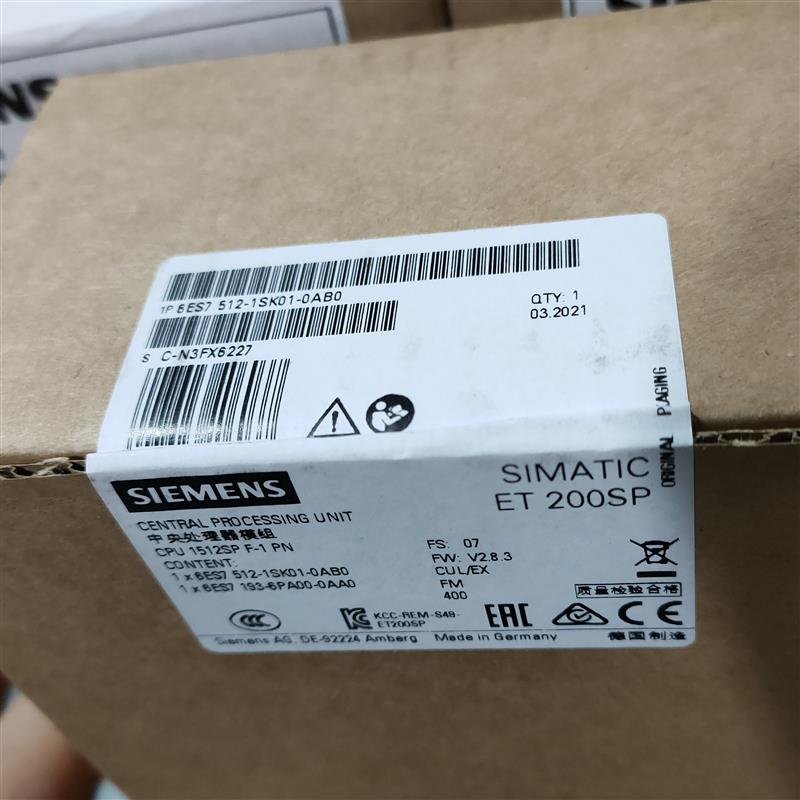 1P 6ES7 512-1SK01-0AB0
QTY: 1
03.2021
S C-N3FX6227
SIEMENS
SIMATIC
ET 200SP
CENTRAL PROCESSING UNIT
中央处理器模组
CPU 1512SP F-1 PN
CONTENT:
1 x 6ES7 512-1SK01-0AB0
1 x 6ES7 193-6PA00-0AA0
FS: 07
FW: V2.8.3
CUL/EX
FM
400
质量检验合格
CCC
KCC-REM-S49-
ET200SP
EAC
CE
Siemens AG, DE-92224 Amberg Made in Germany
德国制造
ORIGINAL